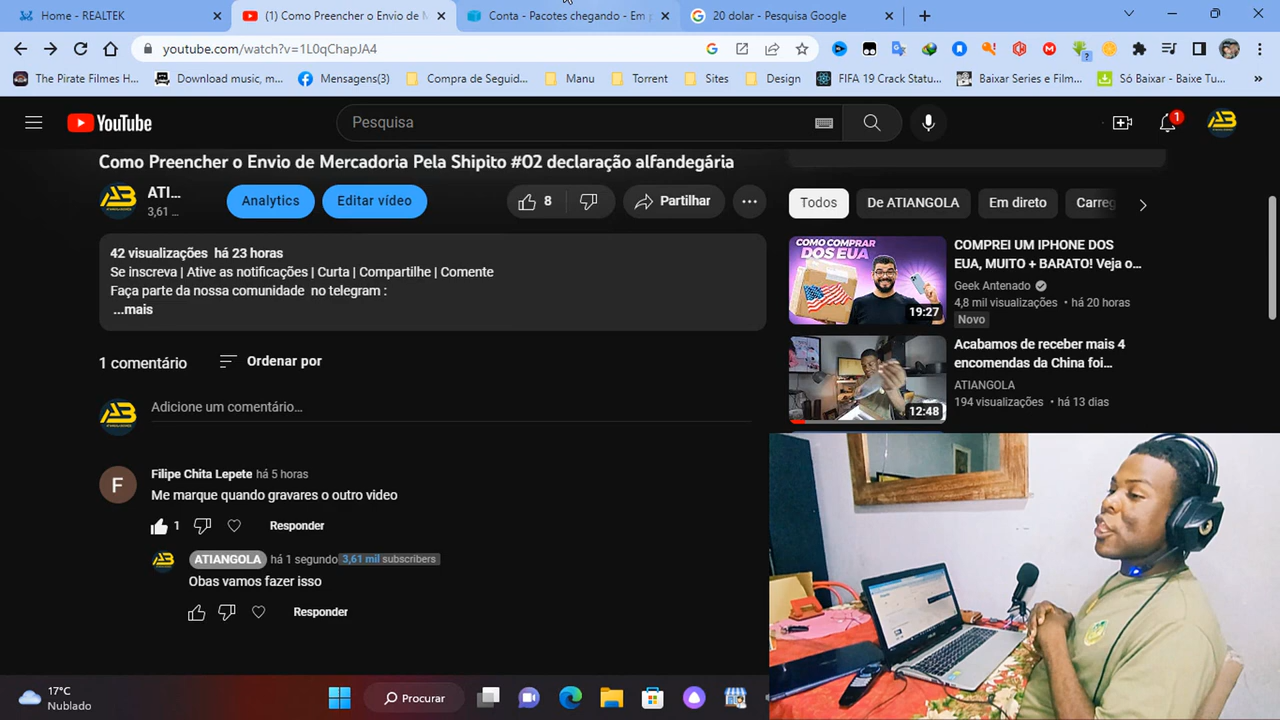 Home - REALTEK
(1) Como Preencher o Envio de M
Conta - Pacotes chegando - Em p
20 dolar - Pesquisa Google
youtube.com/watch?v=1L0qChapJA4
The Pirate Filmes H...
Download music, m...
Mensagens(3)
Compra de Seguid...
Manu
Torrent
Sites
Design
FIFA 19 Crack Statu...
Baixar Series e Film...
Só Baixar - Baixe Tu...
YouTube
Pesquisa
1
Como Preencher o Envio de Mercadoria Pela Shipito #02 declaração alfandegária
ATI...
3,61 ...
Analytics
Editar vídeo
8
Partilhar
Todos
De ATIANGOLA
Em direto
Carreg
42 visualizações há 23 horas
Se inscreva | Ative as notificações | Curta | Compartilhe | Comente
Faça parte da nossa comunidade no telegram :
...mais
COMO COMPRAR
DOS EUA
19:27
COMPREI UM IPHONE DOS
EUA, MUITO + BARATO! Veja o...
Geek Antenado
4,8 mil visualizações • há 20 horas
Novo
12:48
Acabamos de receber mais 4
encomendas da China foi...
ATIANGOLA
194 visualizações • há 13 dias
1 comentário
Ordenar por
Adicione um comentário...
F
Filipe Chita Lepete há 5 horas
Me marque quando gravares o outro video
1
Responder
ATIANGOLA há 1 segundo 3,61 mil subscribers
Obas vamos fazer isso
Responder
17°C
Nublado
Procurar